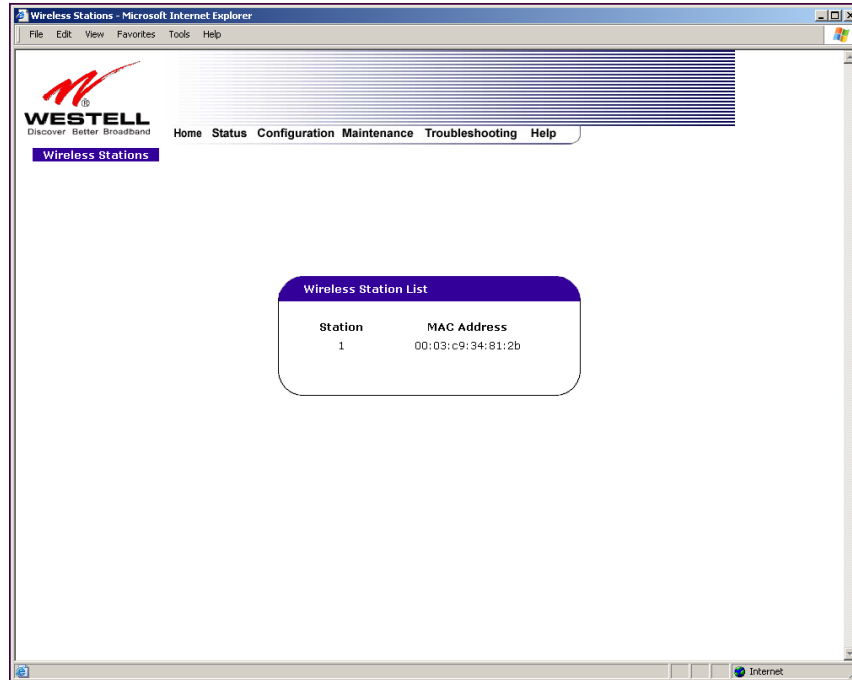 Wireless Stations - Microsoft Internet Explorer
File Edit View Favorites Tools Help
WESTELL
®
Discover Better Broadband
Home Status Configuration Maintenance Troubleshooting Help
Wireless Stations
Wireless Station List
Station MAC Address
1 00:03:c9:34:81:2b
Internet